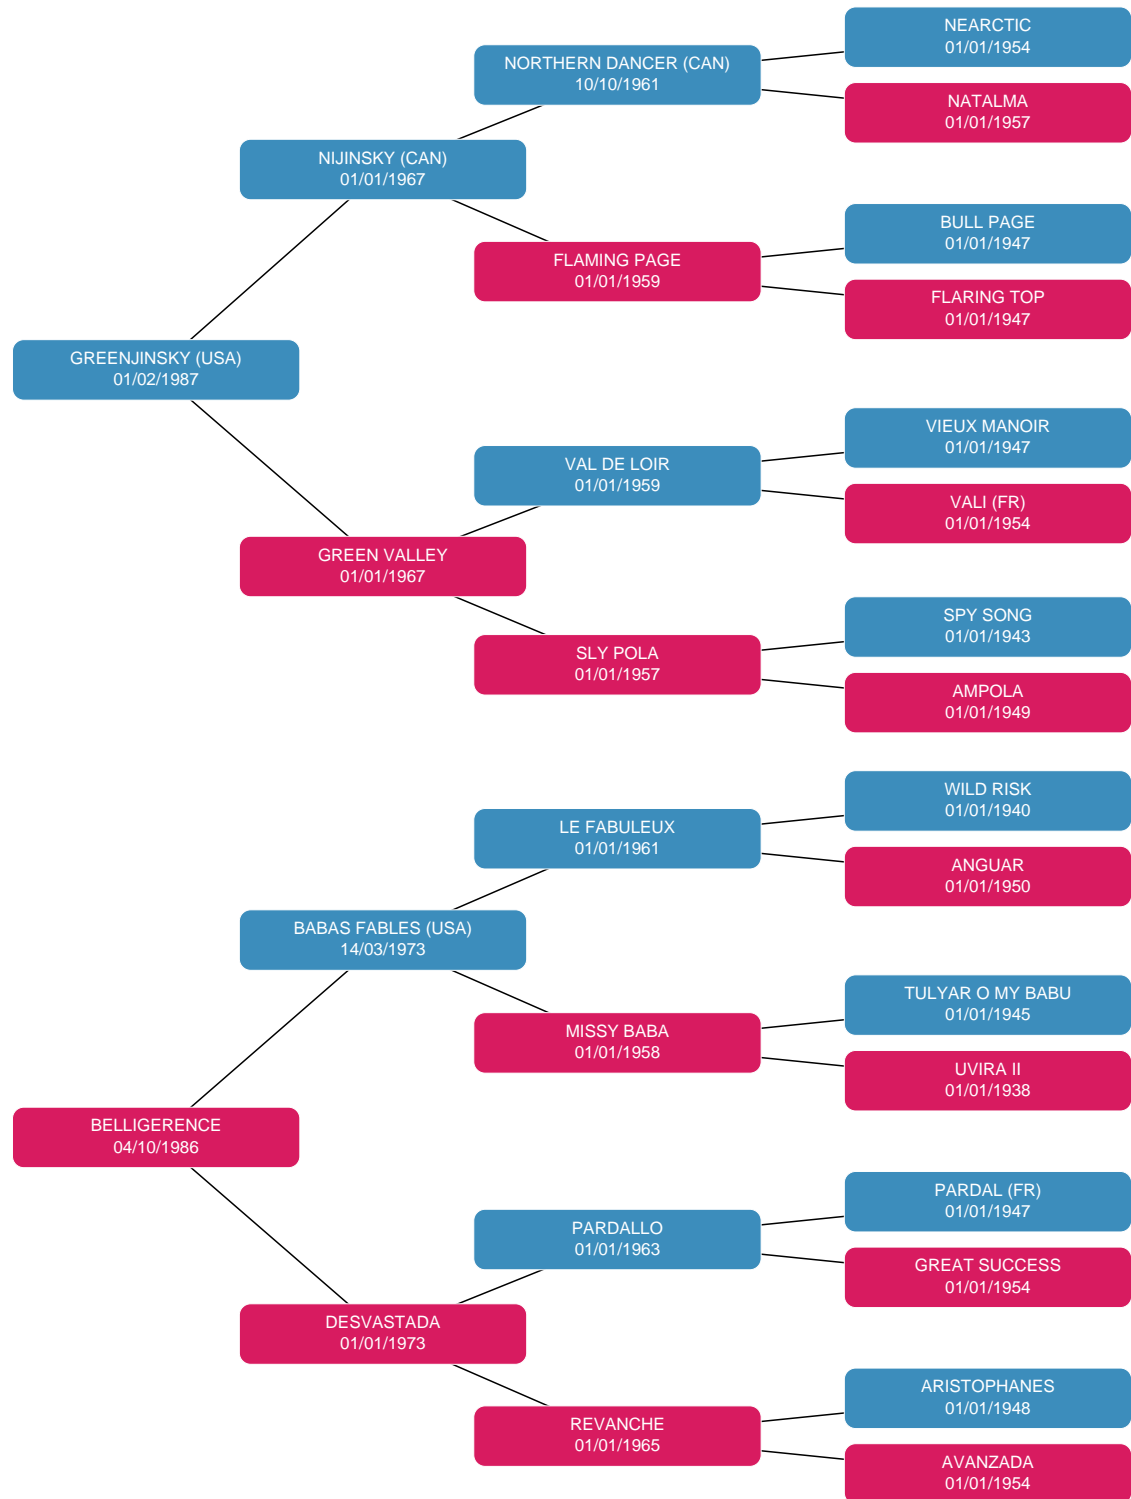 NEARCTIC
01/01/1954
NORTHERN DANCER (CAN)
10/10/1961
NATALMA
01/01/1957
NIJINSKY (CAN)
01/01/1967
BULL PAGE
01/01/1947
FLAMING PAGE
01/01/1959
FLARING TOP
01/01/1947
GREENJINSKY (USA)
01/02/1987
VIEUX MANOIR
01/01/1947
VAL DE LOIR
01/01/1959
VALI (FR)
01/01/1954
GREEN VALLEY
01/01/1967
SPY SONG
01/01/1943
SLY POLA
01/01/1957
AMPOLA
01/01/1949
WILD RISK
01/01/1940
LE FABULEUX
01/01/1961
ANGUAR
01/01/1950
BABAS FABLES (USA)
14/03/1973
TULYAR O MY BABU
01/01/1945
MISSY BABA
01/01/1958
UVIRA II
01/01/1938
BELLIGERENCE
04/10/1986
PARDAL (FR)
01/01/1947
PARDALLO
01/01/1963
GREAT SUCCESS
01/01/1954
DESVASTADA
01/01/1973
ARISTOPHANES
01/01/1948
REVANCHE
01/01/1965
AVANZADA
01/01/1954